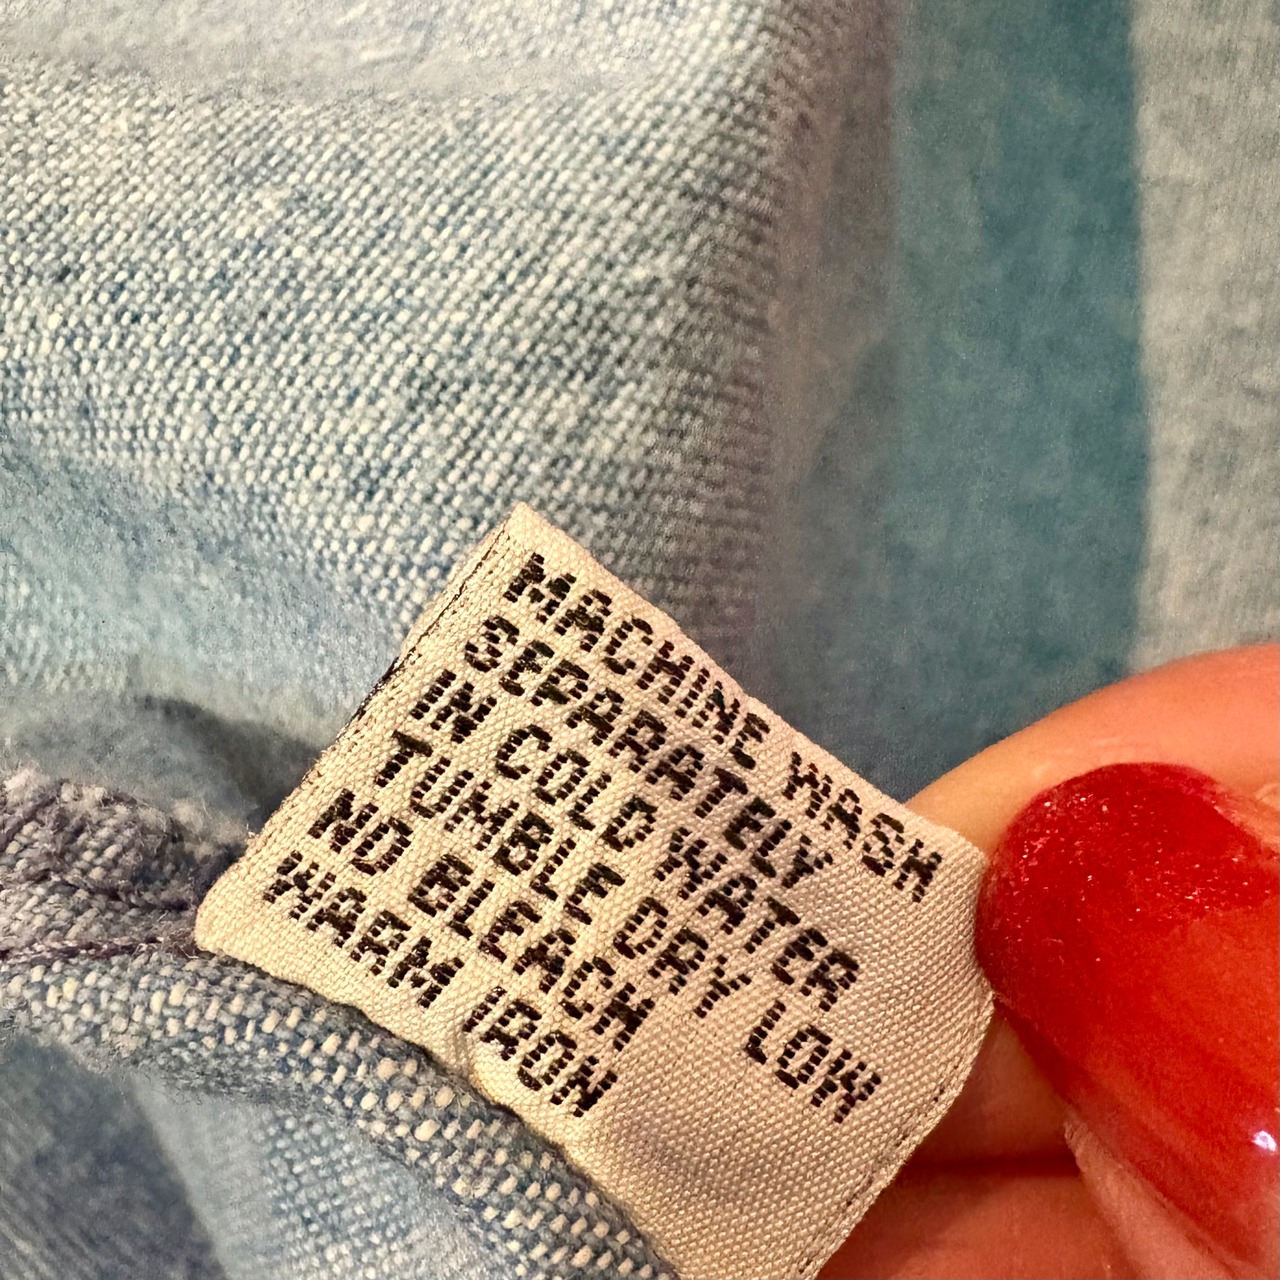 MACHINE WASH
SEPARATELY
IN COLD WATER
TUMBLE DRY LOW
NO BLEACH
WARM IRON